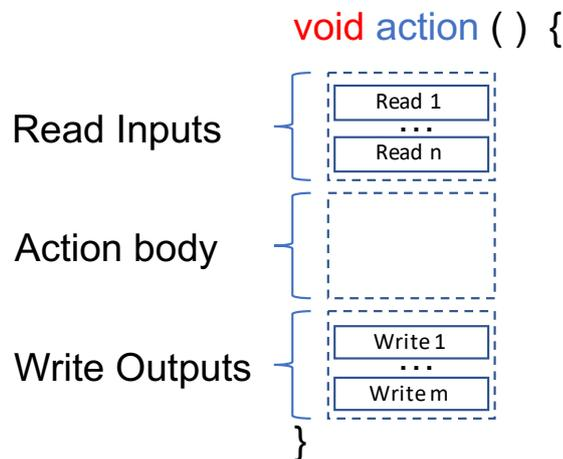 void action ( ) {
Read Inputs
Read 1
...
Read n
Action body
Write Outputs
Write 1
...
Write m
}